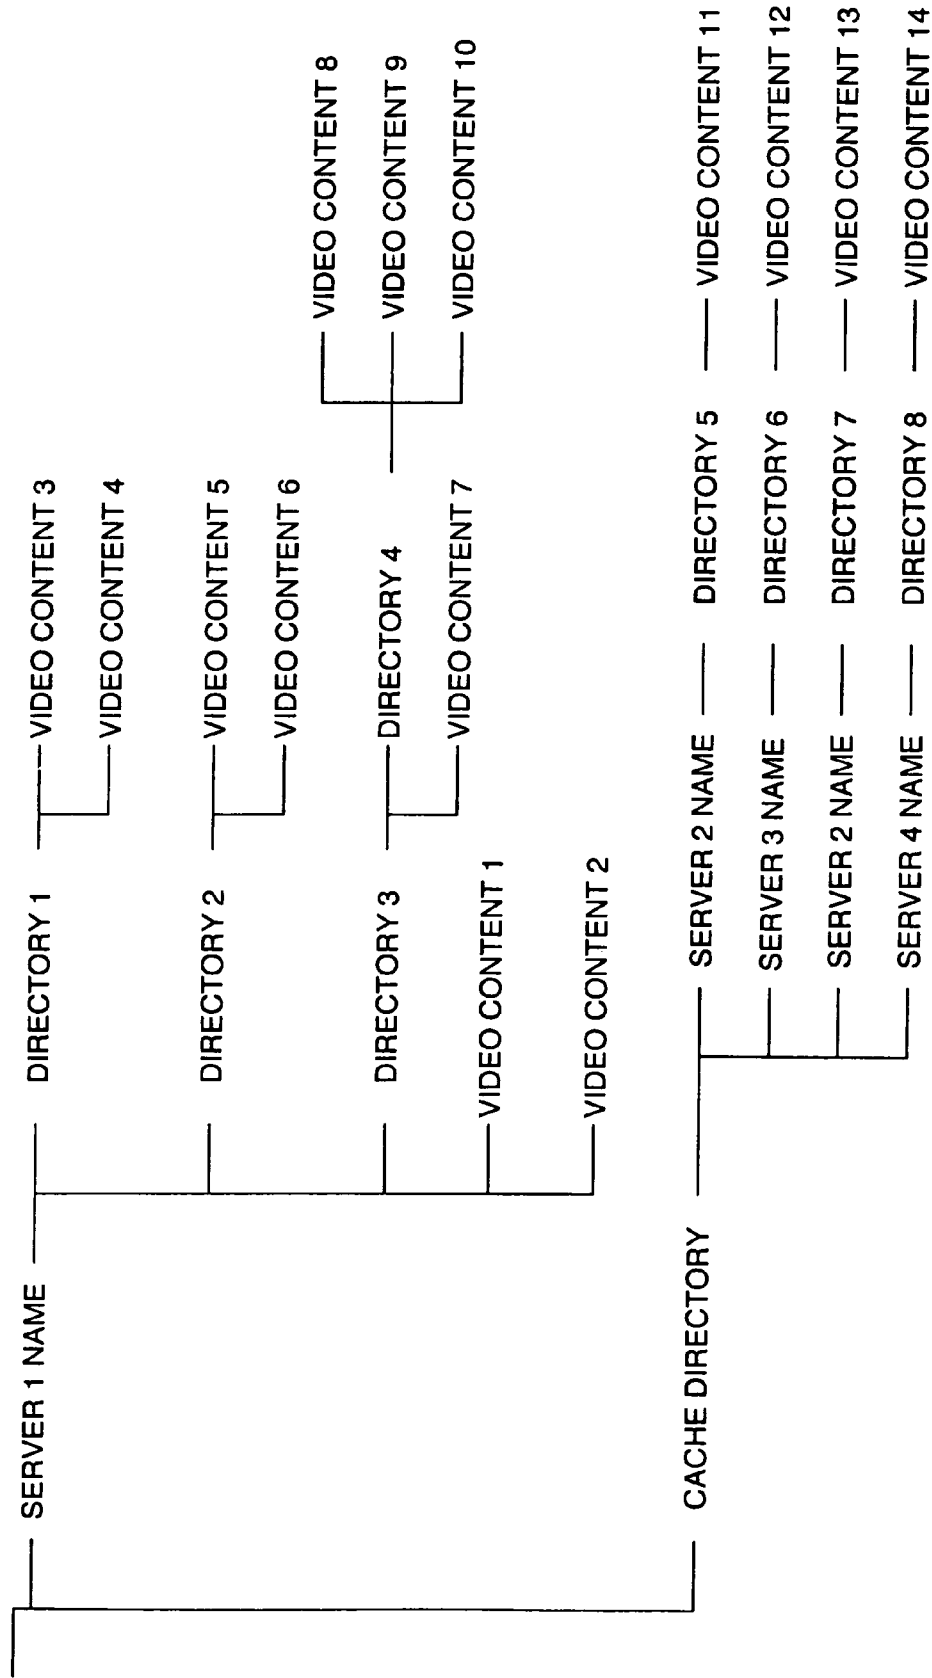 SERVER 1 NAME
DIRECTORY 1
VIDEO CONTENT 3
VIDEO CONTENT 4
DIRECTORY 2
VIDEO CONTENT 5
VIDEO CONTENT 6
DIRECTORY 3
DIRECTORY 4
VIDEO CONTENT 8
VIDEO CONTENT 9
VIDEO CONTENT 10
VIDEO CONTENT 7
VIDEO CONTENT 1
VIDEO CONTENT 2
CACHE DIRECTORY
SERVER 2 NAME
DIRECTORY 5
VIDEO CONTENT 11
SERVER 3 NAME
DIRECTORY 6
VIDEO CONTENT 12
SERVER 2 NAME
DIRECTORY 7
VIDEO CONTENT 13
SERVER 4 NAME
DIRECTORY 8
VIDEO CONTENT 14